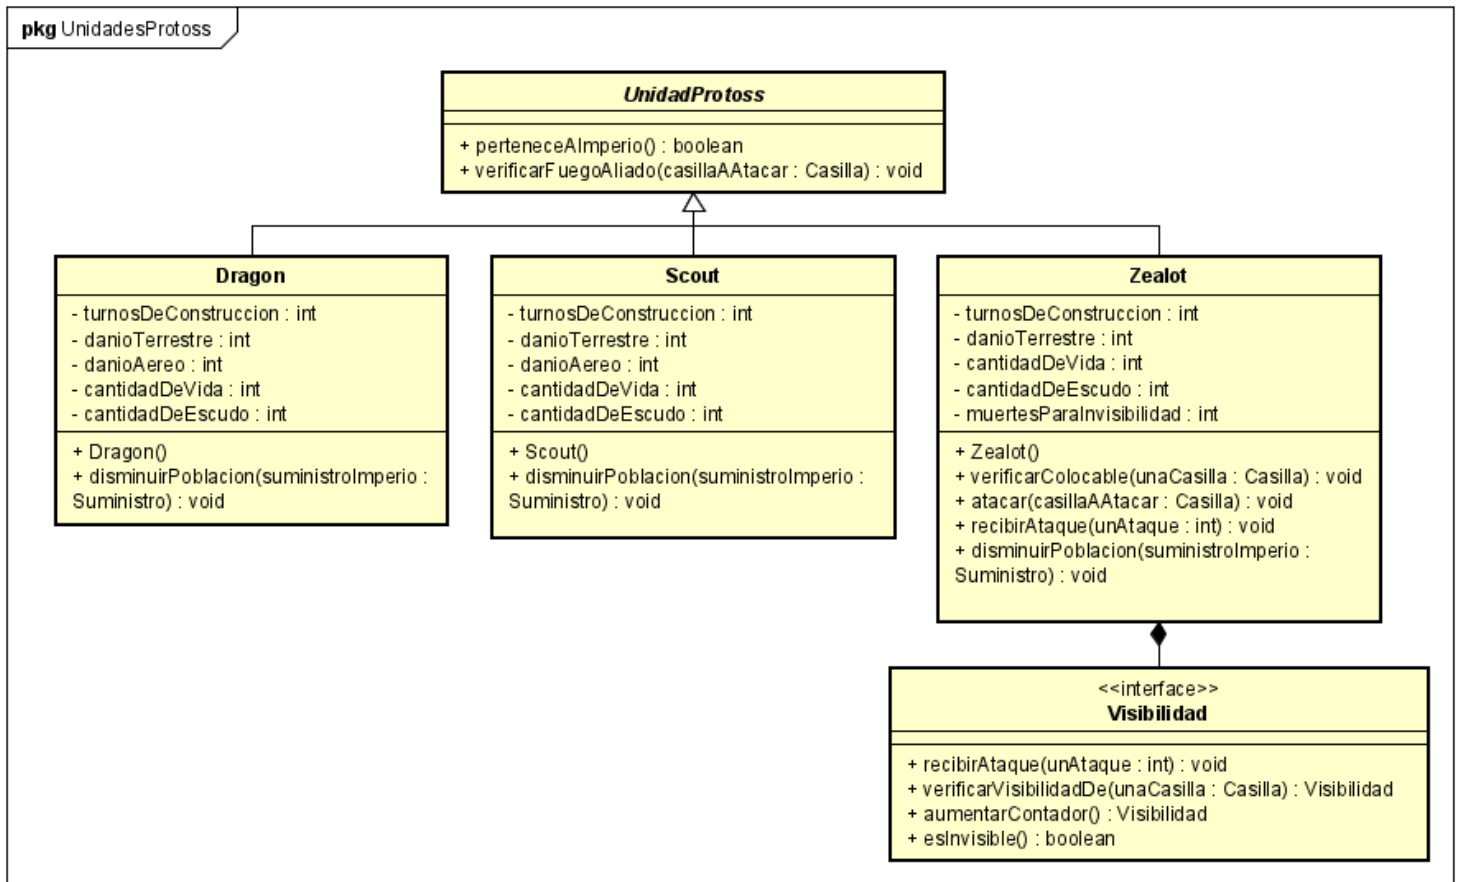 pkg UnidadesProtoss
UnidadProtoss
+ perteneceAImperio() : boolean
+ verificarFuegoAliado(casillaAAtacar : Casilla) : void
Dragon
- turnosDeConstruccion : int
- danioTerrestre : int
- danioAereo : int
- cantidadDeVida : int
- cantidadDeEscudo : int
+ Dragon()
+ disminuirPoblacion(suministroImperio :
Suministro) : void
Scout
- turnosDeConstruccion : int
- danioTerrestre : int
- danioAereo : int
- cantidadDeVida : int
- cantidadDeEscudo : int
+ Scout()
+ disminuirPoblacion(suministroImperio :
Suministro) : void
Zealot
- turnosDeConstruccion : int
- danioTerrestre : int
- cantidadDeVida : int
- cantidadDeEscudo : int
- muertesParaInvisibilidad : int
+ Zealot()
+ verificarColocable(unaCasilla : Casilla) : void
+ atacar(casillaAAtacar : Casilla) : void
+ recibirAtaque(unAtaque : int) : void
+ disminuirPoblacion(suministroImperio :
Suministro) : void
<<interface>>
Visibilidad
+ recibirAtaque(unAtaque : int) : void
+ verificarVisibilidadDe(unaCasilla : Casilla) : Visibilidad
+ aumentarContador() : Visibilidad
+ esInvisible() : boolean